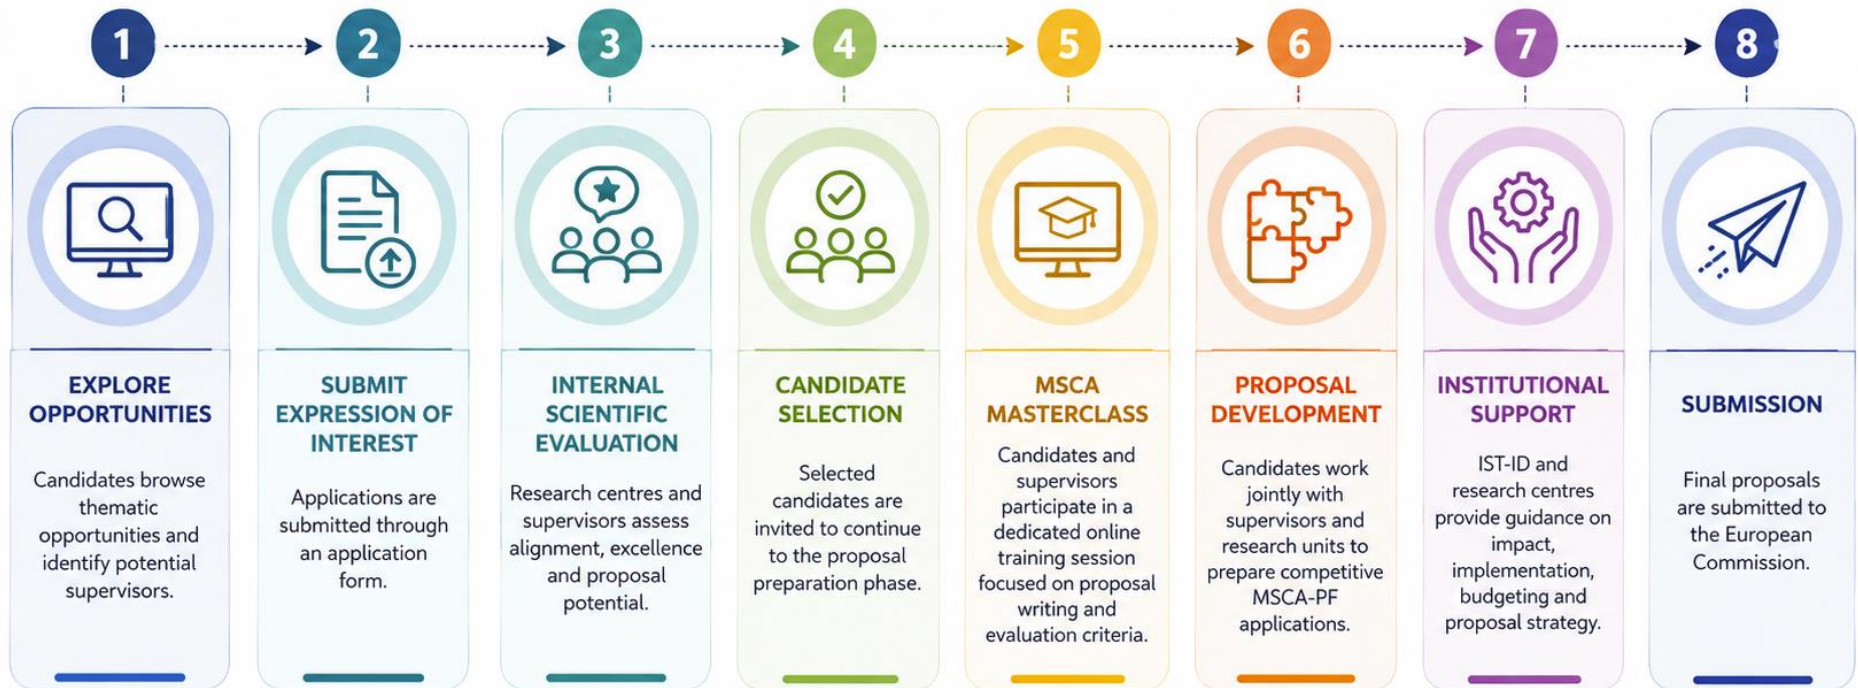 1
2
3
4
5
6
7
8
EXPLORE
OPPORTUNITIES
Candidates browse
thematic
opportunities and
identify potential
supervisors.
SUBMIT
EXPRESSION OF
INTEREST
Applications are
submitted through
an application
form.
INTERNAL
SCIENTIFIC
EVALUATION
Research centres and
supervisors assess
alignment, excellence
and proposal
potential.
CANDIDATE
SELECTION
Selected
candidates are
invited to continue
to the proposal
preparation phase.
MSCA
MASTERCLASS
Candidates and
supervisors
participate in a
dedicated online
training session
focused on proposal
writing and
evaluation criteria.
PROPOSAL
DEVELOPMENT
Candidates work
jointly with
supervisors and
research units to
prepare competitive
MSCA-PF
applications.
INSTITUTIONAL
SUPPORT
IST-ID and
research centres
provide guidance on
impact,
implementation,
budgeting and
proposal strategy.
SUBMISSION
Final proposals
are submitted to
the European
Commission.